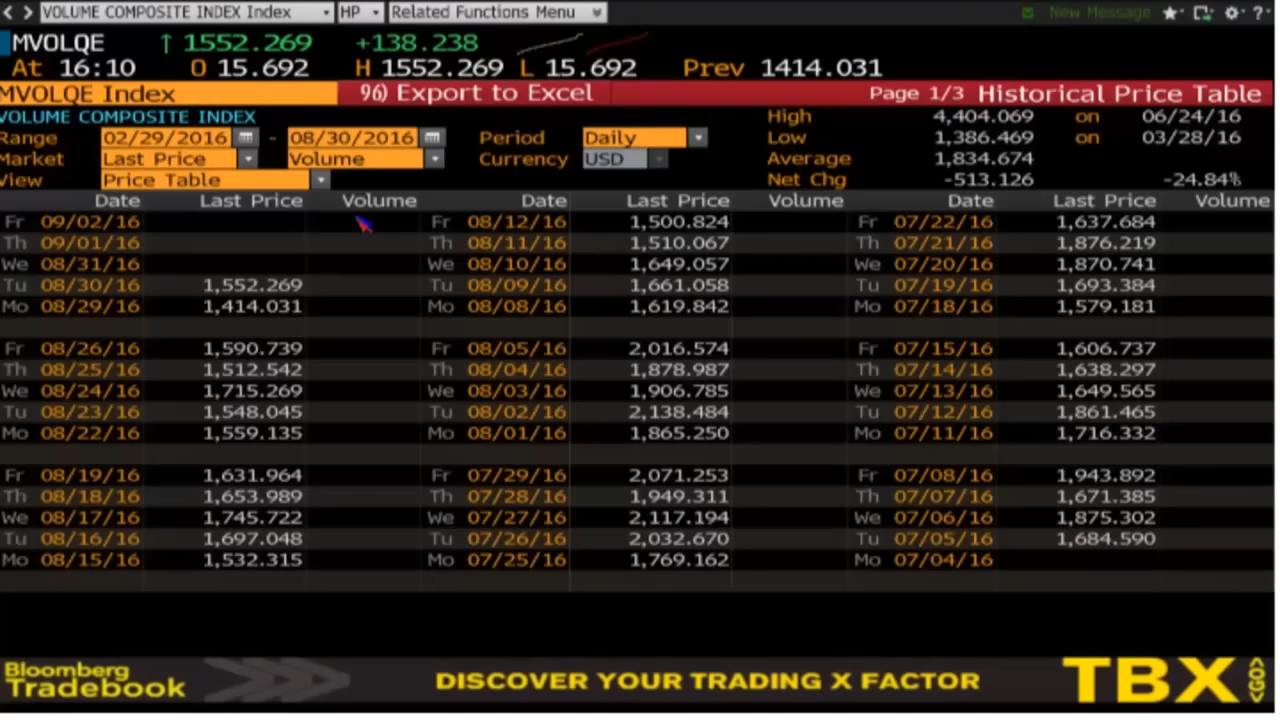 VOLUME COMPOSITE INDEX Index HP Related Functions Menu New Message
MVOLQE ↑ 1552.269 +138.238
At 16:10 O 15.692 H 1552.269 L 15.692 Prev 1414.031
MVOLQE Index 96) Export to Excel Page 1/3 Historical Price Table
VOLUME COMPOSITE INDEX High 4,404.069 on 06/24/16
Range 02/29/2016 - 08/30/2016 Period Daily Low 1,386.469 on 03/28/16
Market Last Price Volume Currency USD Average 1,834.674
View Price Table Net Chg -513.126 -24.84%
Date Last Price Volume Date Last Price Volume Date Last Price Volume
Fr 09/02/16 Fr 08/12/16 1,500.824 Fr 07/22/16 1,637.684
Th 09/01/16 Th 08/11/16 1,510.067 Th 07/21/16 1,876.219
We 08/31/16 We 08/10/16 1,649.057 We 07/20/16 1,870.741
Tu 08/30/16 1,552.269 Tu 08/09/16 1,661.058 Tu 07/19/16 1,693.384
Mo 08/29/16 1,414.031 Mo 08/08/16 1,619.842 Mo 07/18/16 1,579.181
Fr 08/26/16 1,590.739 Fr 08/05/16 2,016.574 Fr 07/15/16 1,606.737
Th 08/25/16 1,512.542 Th 08/04/16 1,878.987 Th 07/14/16 1,638.297
We 08/24/16 1,715.269 We 08/03/16 1,906.785 We 07/13/16 1,649.565
Tu 08/23/16 1,548.045 Tu 08/02/16 2,138.484 Tu 07/12/16 1,861.465
Mo 08/22/16 1,559.135 Mo 08/01/16 1,865.250 Mo 07/11/16 1,716.332
Fr 08/19/16 1,631.964 Fr 07/29/16 2,071.253 Fr 07/08/16 1,943.892
Th 08/18/16 1,653.989 Th 07/28/16 1,949.311 Th 07/07/16 1,671.385
We 08/17/16 1,745.722 We 07/27/16 2,117.194 We 07/06/16 1,875.302
Tu 08/16/16 1,697.048 Tu 07/26/16 2,032.670 Tu 07/05/16 1,684.590
Mo 08/15/16 1,532.315 Mo 07/25/16 1,769.162 Mo 07/04/16
Bloomberg
Tradebook
DISCOVER YOUR TRADING X FACTOR
TBX